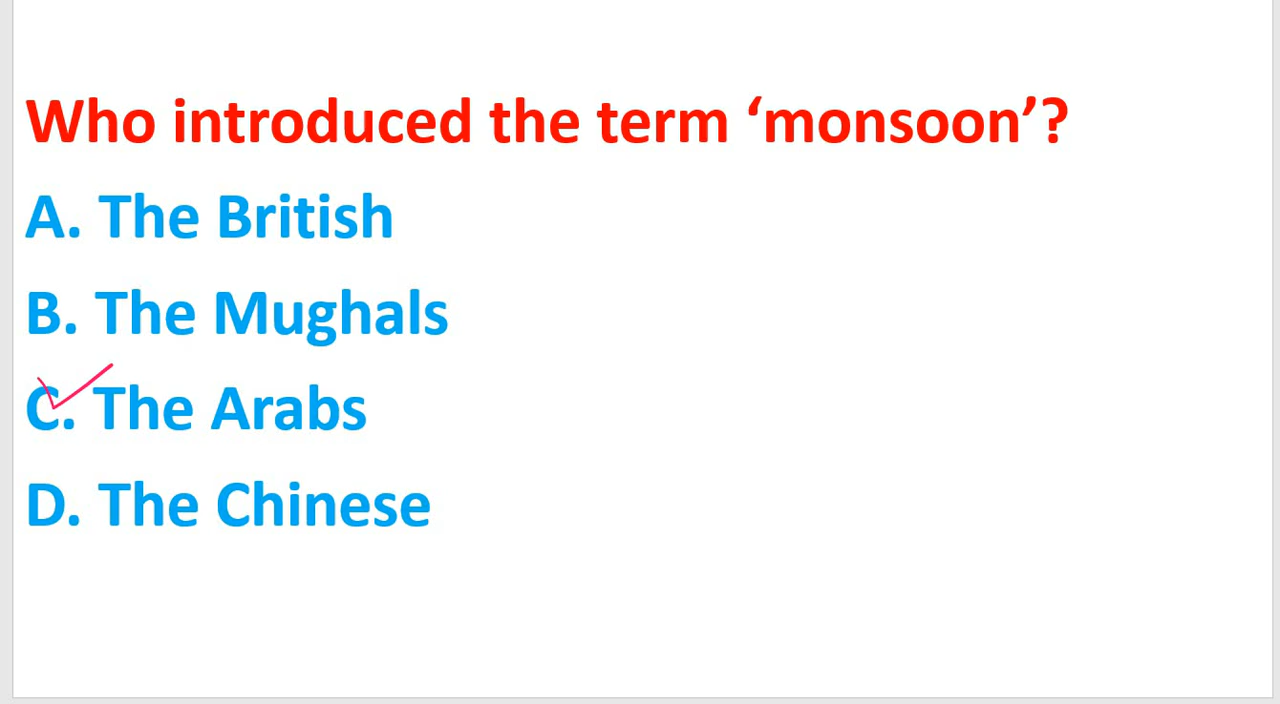 Who introduced the term ‘monsoon’?
A. The British
B. The Mughals
C. The Arabs
D. The Chinese